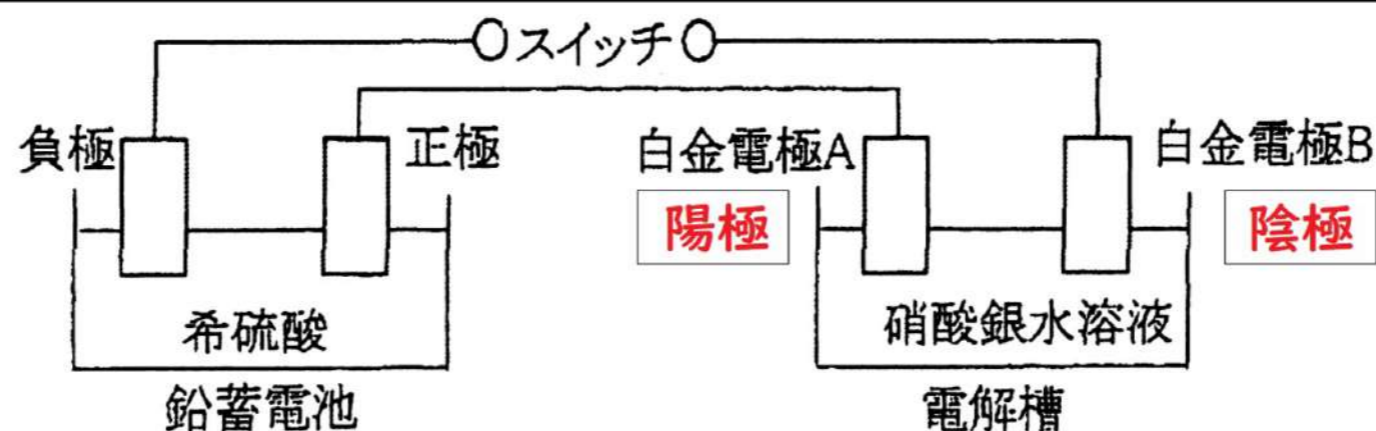 スイッチ
負極
正極
白金電極A
白金電極B
陽極
陰極
希硫酸
硝酸銀水溶液
鉛蓄電池
電解槽